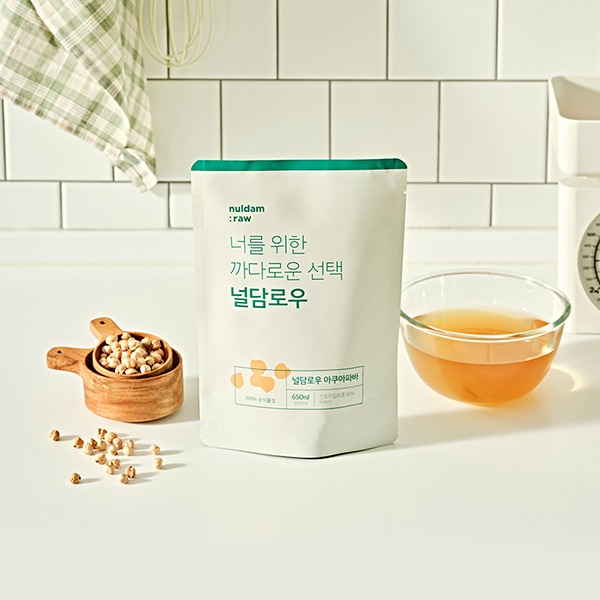 nuldam
:raw
너를 위한
까다로운 선택
널담로우
널담로우 아쿠아파바
100% 순식물성
650㎖